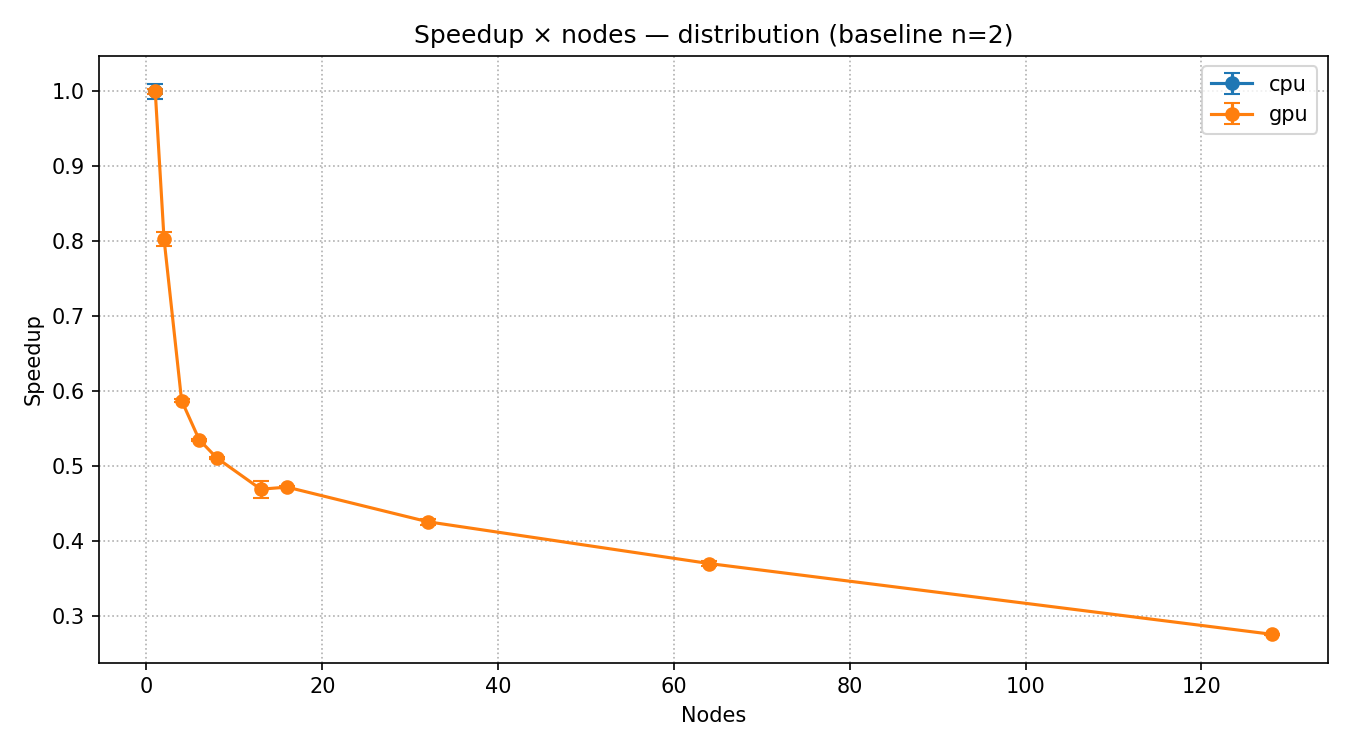 Speedup × nodes — distribution (baseline n=2)
cpu
gpu
Speedup
1.0
0.9
0.8
0.7
0.6
0.5
0.4
0.3
0 20 40 60 80 100 120
Nodes